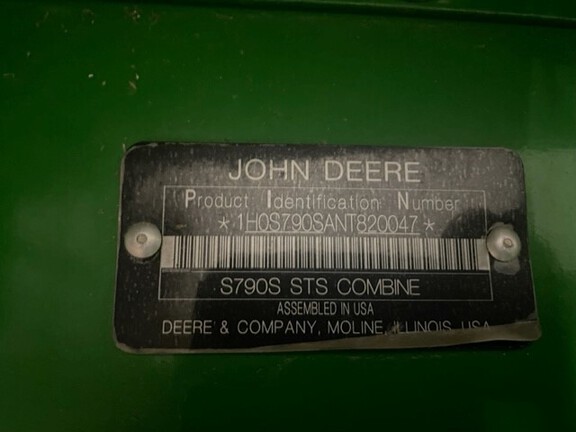 JOHN DEERE
Product Identification Number
*1H0S790SANT820047*
S790S STS COMBINE
ASSEMBLED IN USA
DEERE & COMPANY, MOLINE, ILLINOIS USA